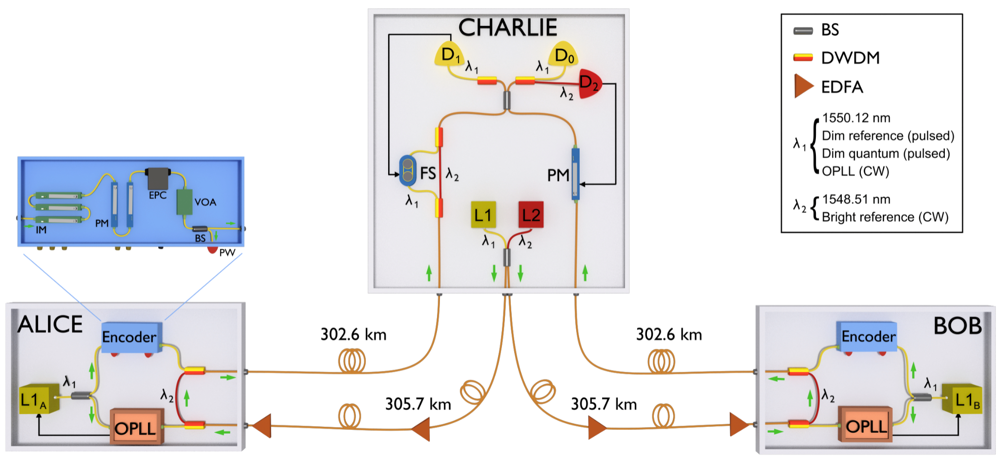 CHARLIE
D1
λ1
λ1
D0
D2
λ2
FS
λ2
λ1
PM
L1
L2
λ1
λ2
BS
DWDM
EDFA
λ1
1550.12 nm
Dim reference (pulsed)
Dim quantum (pulsed)
OPLL (CW)
λ2
1548.51 nm
Bright reference (CW)
IM
PM
EPC
VOA
BS
PW
ALICE
Encoder
λ1
L1A
λ2
OPLL
302.6 km
305.7 km
302.6 km
305.7 km
BOB
Encoder
λ1
L1B
λ2
OPLL